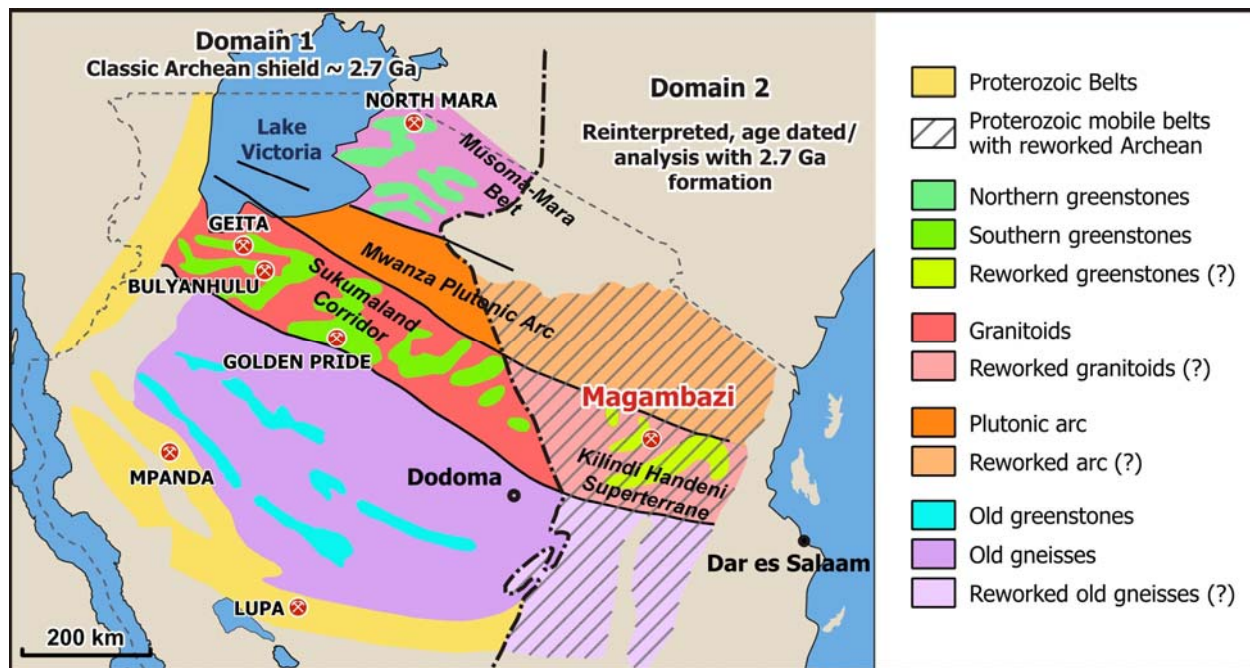 Domain 1
Classic Archean shield ~ 2.7 Ga
NORTH MARA
Lake
Victoria
Domain 2
Reinterpreted, age dated/
analysis with 2.7 Ga
formation
Musoma-Mara
Belt
GEITA
BULYANHULU
Sukumaland
Corridor
Mwanza Plutonic Arc
GOLDEN PRIDE
Magambazi
Kilindi Handeni
Superterrane
MPANDA
Dodoma
Dar es Salaam
LUPA
200 km
Proterozoic Belts
Proterozoic mobile belts
with reworked Archean
Northern greenstones
Southern greenstones
Reworked greenstones (?)
Granitoids
Reworked granitoids (?)
Plutonic arc
Reworked arc (?)
Old greenstones
Old gneisses
Reworked old gneisses (?)